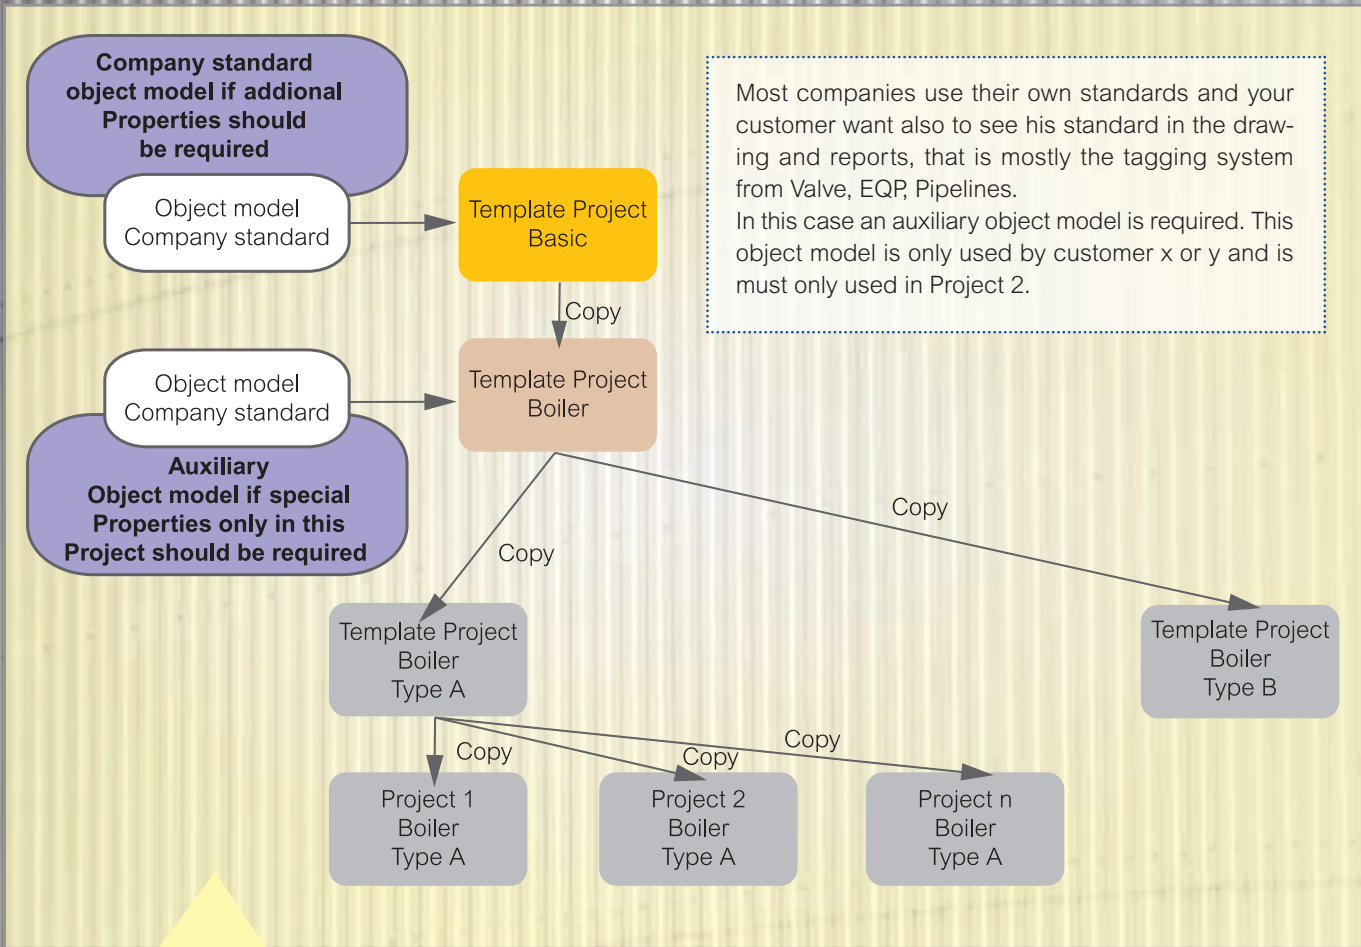 Company standard
object model if addional
Properties should
be required
Object model
Company standard
Template Project
Basic
Most companies use their own standards and your
customer want also to see his standard in the draw-
ing and reports, that is mostly the tagging system
from Valve, EQP, Pipelines.
In this case an auxiliary object model is required. This
object model is only used by customer x or y and is
must only used in Project 2.
Copy
Object model
Company standard
Template Project
Boiler
Auxiliary
Object model if special
Properties only in this
Project should be required
Copy
Copy
Template Project
Boiler
Type A
Template Project
Boiler
Type B
Copy
Copy
Copy
Project 1
Boiler
Type A
Project 2
Boiler
Type A
Project n
Boiler
Type A